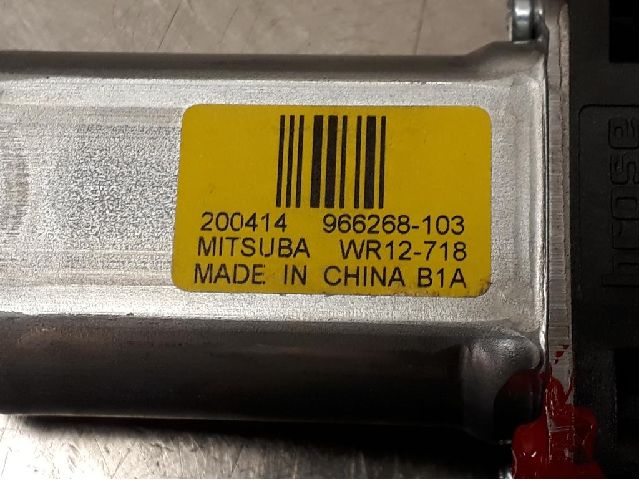 200414 966268-103
MITSUBA WR12-718
MADE IN CHINA B1A
brose